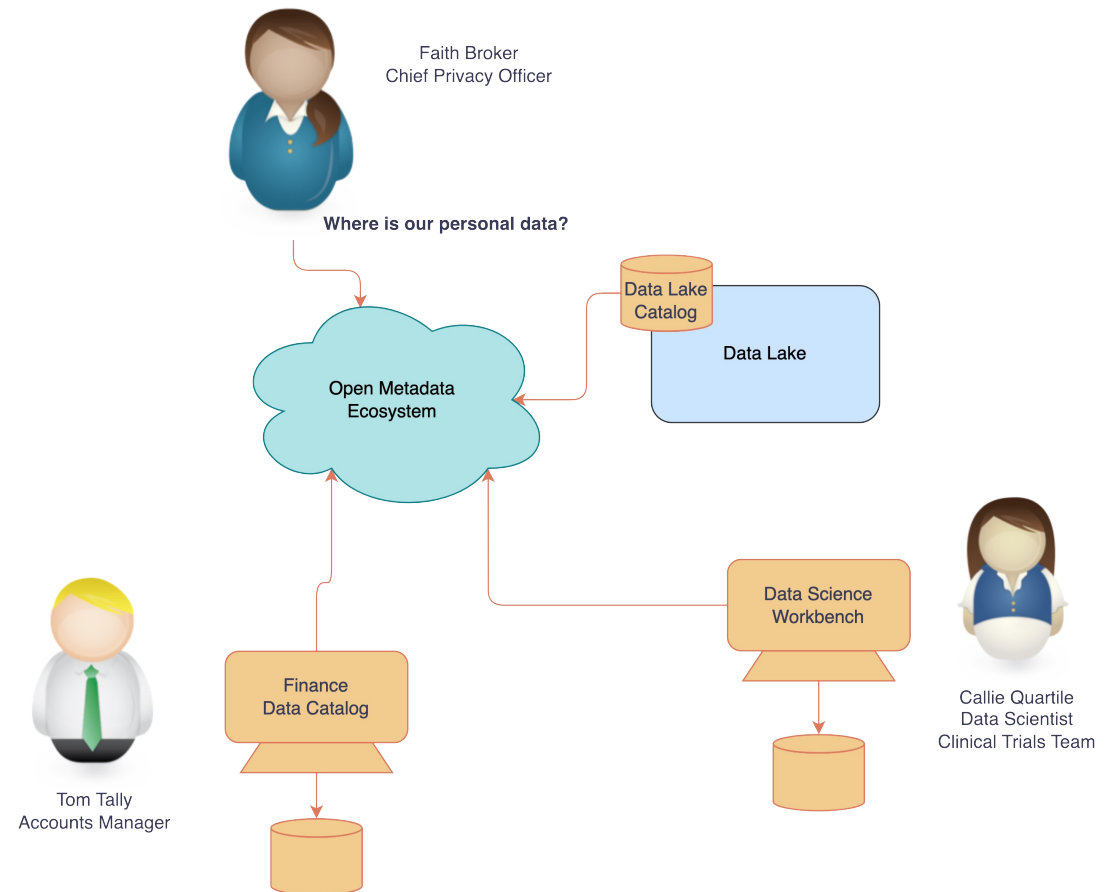 Faith Broker
Chief Privacy Officer
Where is our personal data?
Data Lake
Catalog
Data Lake
Open Metadata
Ecosystem
Data Science
Workbench
Finance
Data Catalog
Callie Quartile
Data Scientist
Clinical Trials Team
Tom Tally
Accounts Manager